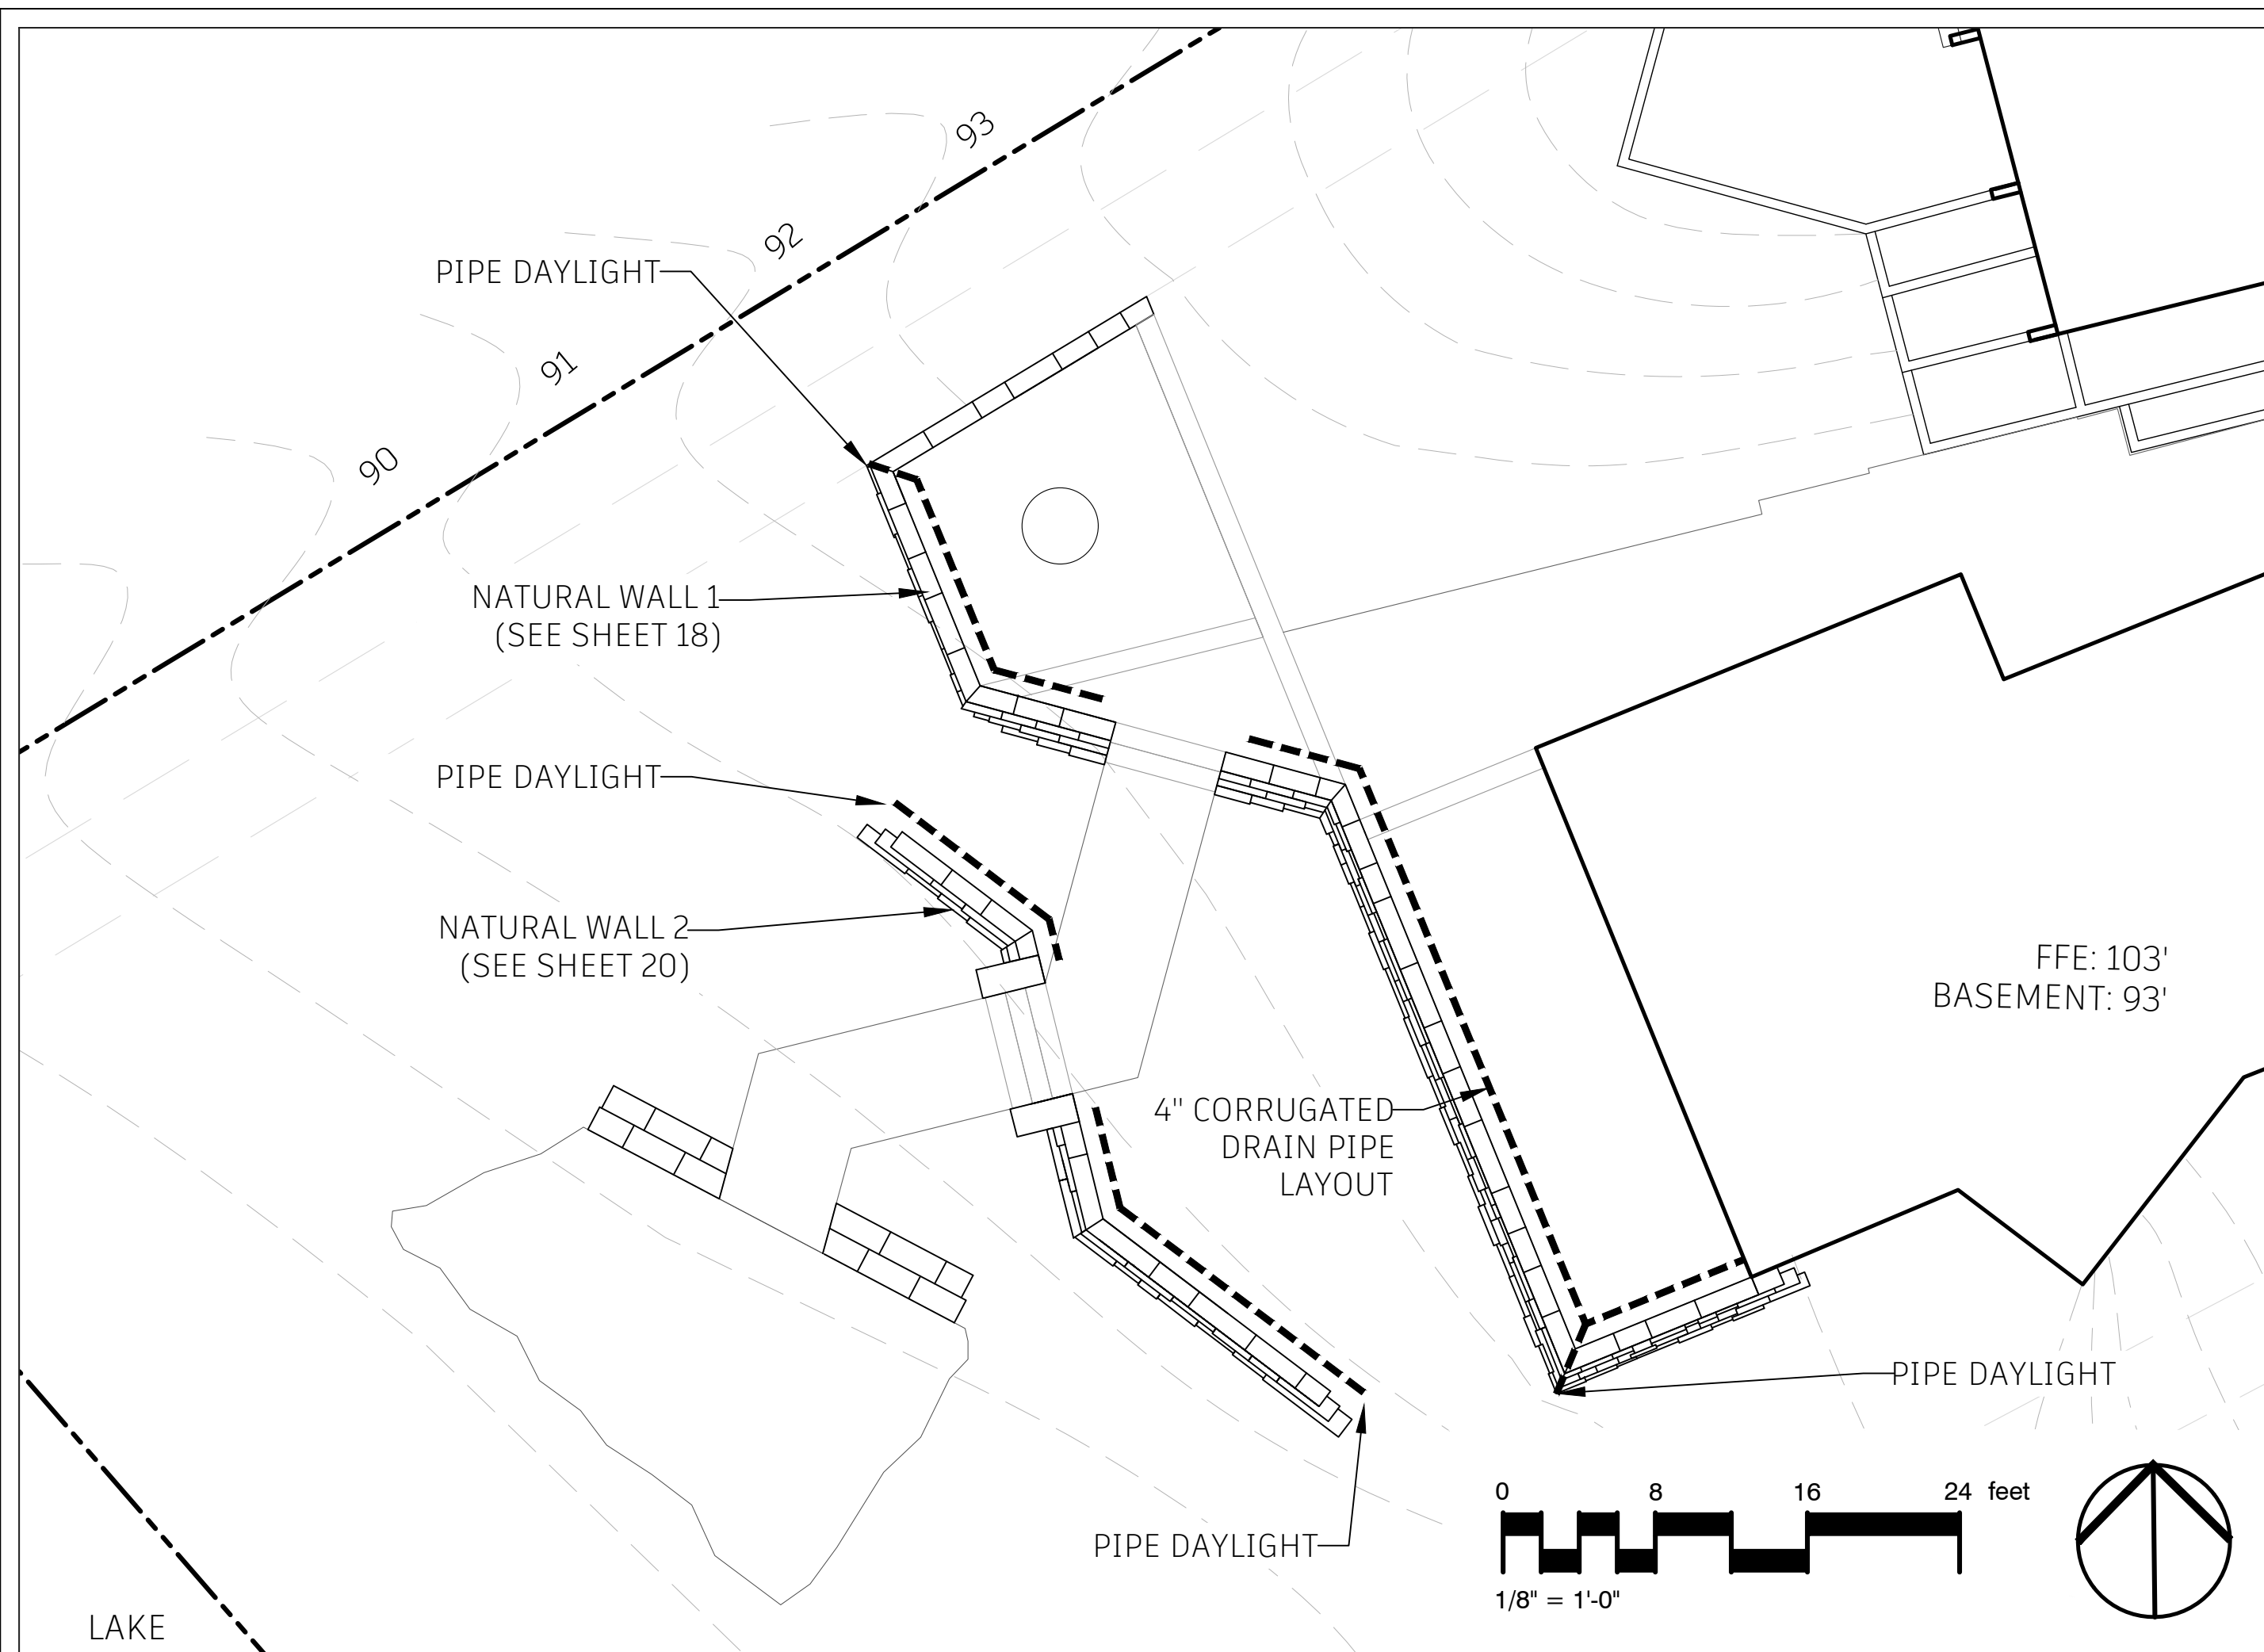 93
92
PIPE DAYLIGHT
91
90
NATURAL WALL 1
(SEE SHEET 18)
PIPE DAYLIGHT
NATURAL WALL 2
(SEE SHEET 20)
FFE: 103'
BASEMENT: 93'
4" CORRUGATED
DRAIN PIPE
LAYOUT
PIPE DAYLIGHT
PIPE DAYLIGHT
0 8 16 24 feet
1/8" = 1'-0"
LAKE